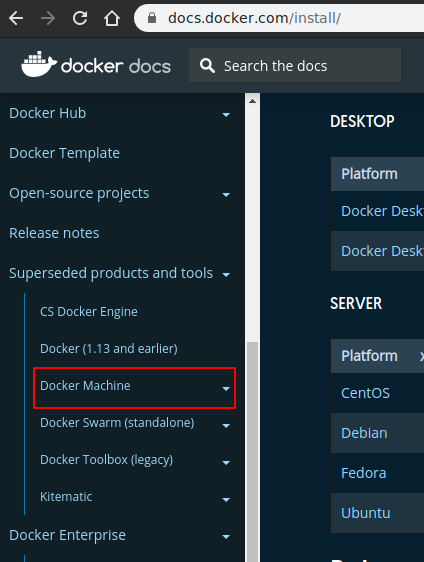 docs.docker.com/install/
docker docs
Search the docs
Docker Hub
Docker Template
Open-source projects
Release notes
Superseded products and tools
CS Docker Engine
Docker (1.13 and earlier)
Docker Machine
Docker Swarm (standalone)
Docker Toolbox (legacy)
Kitematic
Docker Enterprise
DESKTOP
Platform
Docker Desk
Docker Desk
SERVER
Platform x
CentOS
Debian
Fedora
Ubuntu